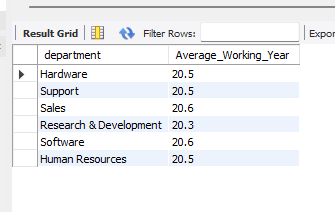 Result Grid Filter Rows: Expor
department Average_Working_Year
Hardware 20.5
Support 20.5
Sales 20.6
Research & Development 20.3
Software 20.6
Human Resources 20.5